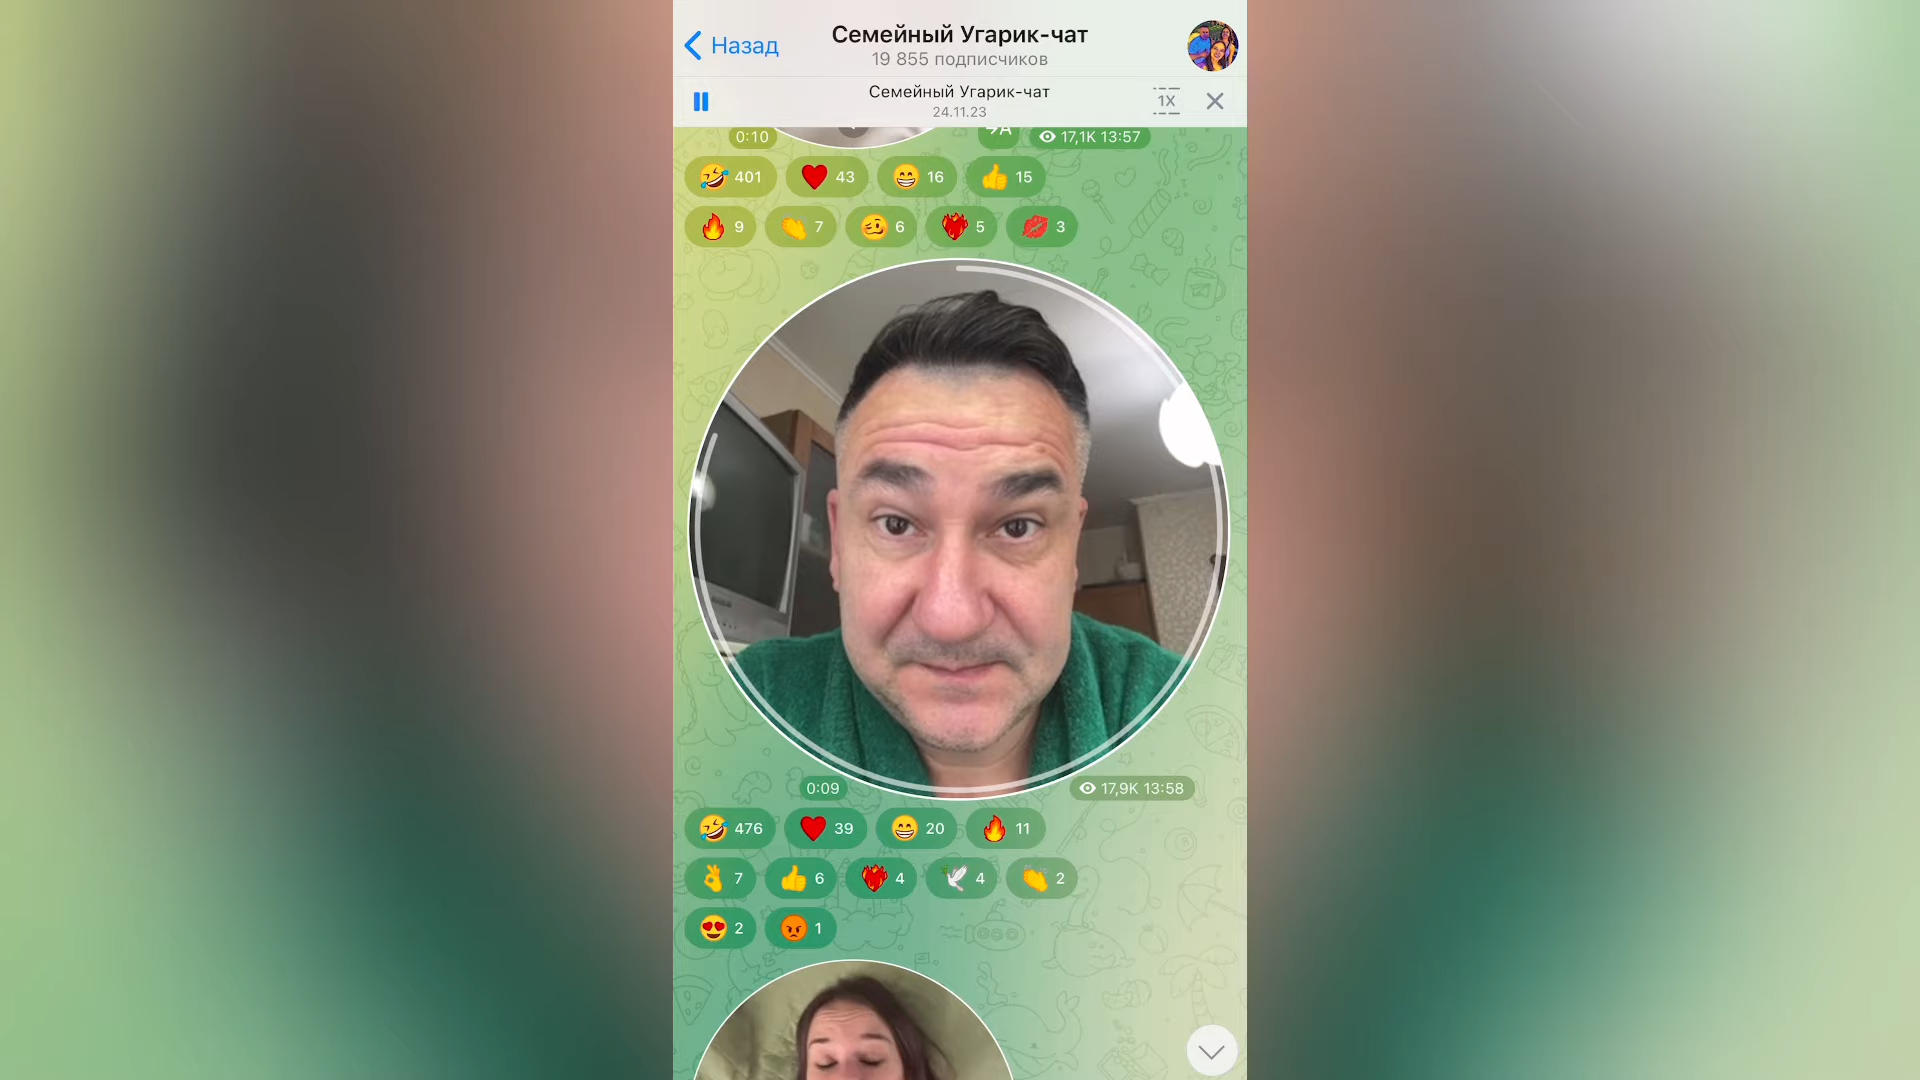 Назад
Семейный Угарик-чат
19 855 подписчиков
Семейный Угарик-чат
24.11.23
1X
0:10
→A
17,1K 13:57
401 43 16 15
9 7 6 5 3
0:09
17,9K 13:58
476 39 20 11
7 6 4 4 2
2 1